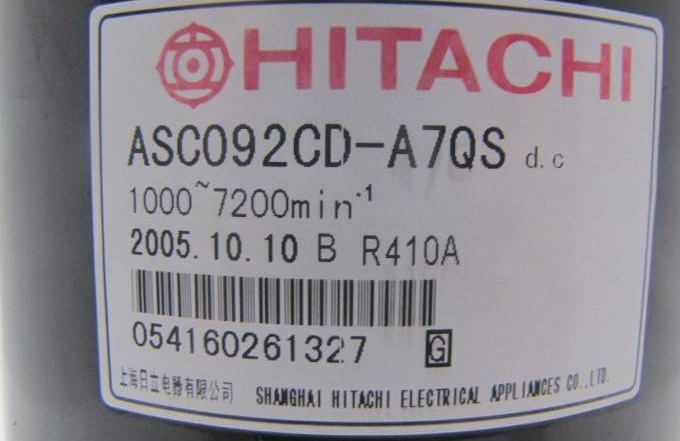 HITACHI
ASC092CD-A7QS d.c
1000~7200min⁻¹
2005.10.10 B R410A
054160261327 G
上海日立电器有限公司 SHANGHAI HITACHI ELECTRICAL APPLIANCES CO.,LTD.